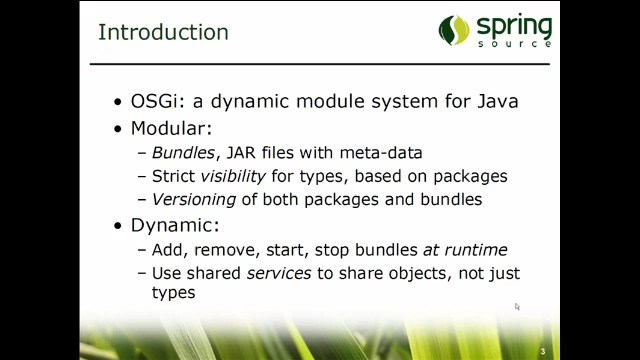 Introduction
spring
source
• OSGi: a dynamic module system for Java
• Modular:
– Bundles, JAR files with meta-data
– Strict visibility for types, based on packages
– Versioning of both packages and bundles
• Dynamic:
– Add, remove, start, stop bundles at runtime
– Use shared services to share objects, not just
types
3